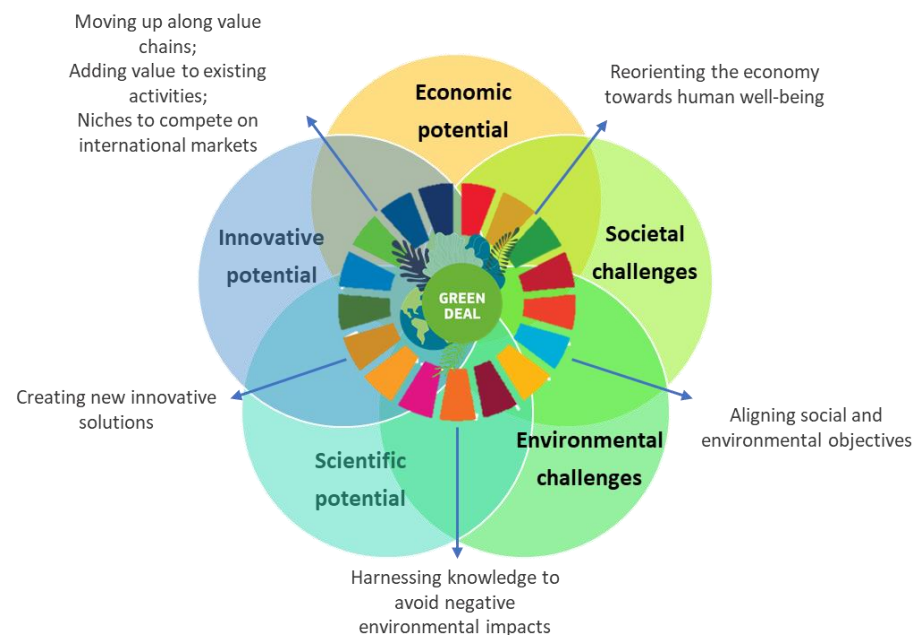 Moving up along value
chains;
Adding value to existing
activities;
Niches to compete on
international markets
Economic
potential
Reorienting the economy
towards human well-being
Innovative
potential
Societal
challenges
GREEN
DEAL
Creating new innovative
solutions
Aligning social and
environmental objectives
Scientific
potential
Environmental
challenges
Harnessing knowledge to
avoid negative
environmental impacts